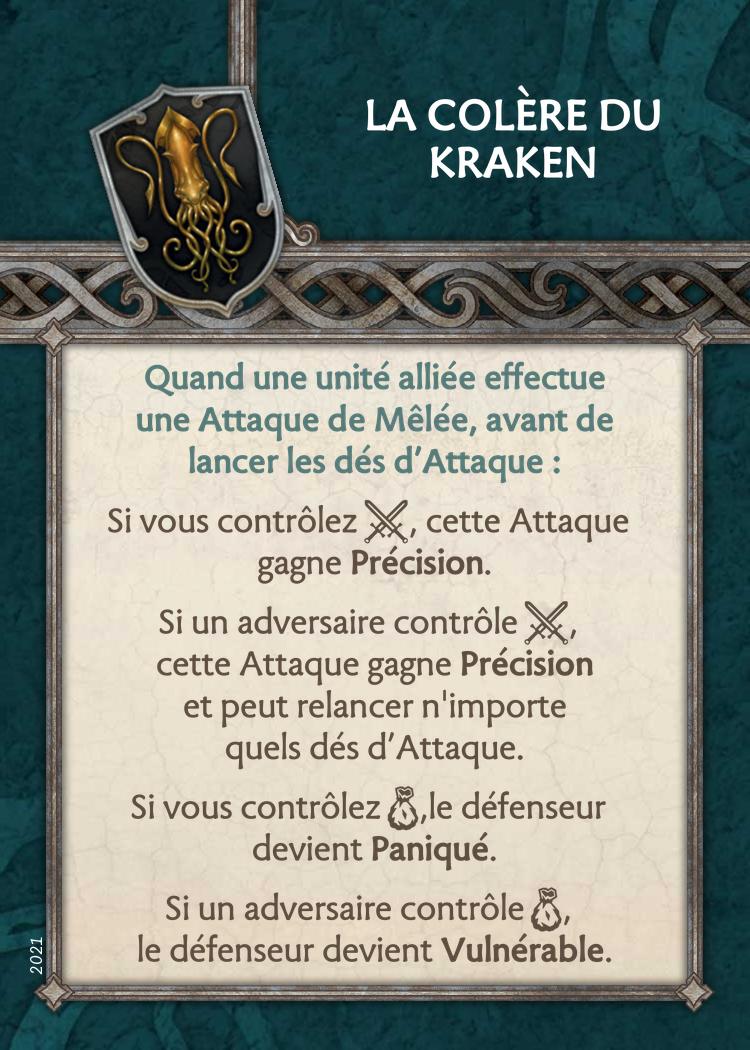 LA COLÈRE DU
KRAKEN
Quand une unité alliée effectue
une Attaque de Mêlée, avant de
lancer les dés d’Attaque :
Si vous contrôlez , cette Attaque
gagne Précision.
Si un adversaire contrôle ,
cette Attaque gagne Précision
et peut relancer n'importe
quels dés d’Attaque.
Si vous contrôlez ,le défenseur
devient Paniqué.
Si un adversaire contrôle ,
le défenseur devient Vulnérable.
2021